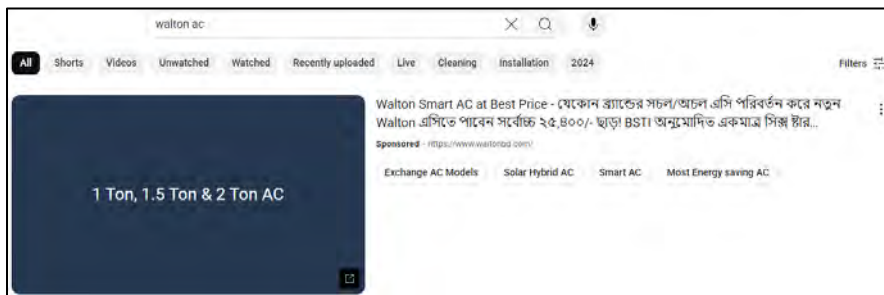 walton ac
All Shorts Videos Unwatched Watched Recently uploaded Live Cleaning Installation 2024 Filters
Walton Smart AC at Best Price - যেকোন ব্র্যান্ডের সচল/অচল এসি পরিবর্তন করে নতুন
Walton এসিতে পাবেন সর্বোচ্চ ২৫,৪০০/- ছাড়! BSTI অনুমোদিত একমাত্র সিক্স ষ্টার...
Sponsored · https://www.waltonbd.com/
Exchange AC Models Solar Hybrid AC Smart AC Most Energy saving AC
1 Ton, 1.5 Ton & 2 Ton AC